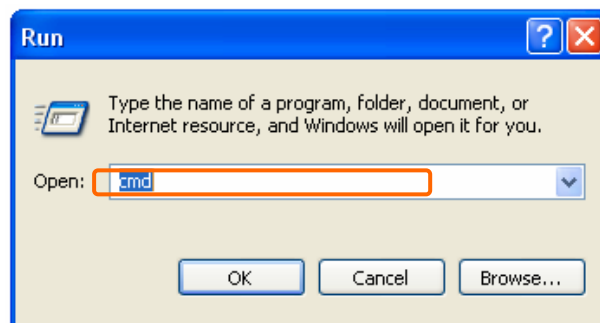 Run
Type the name of a program, folder, document, or
Internet resource, and Windows will open it for you.
Open: cmd
OK Cancel Browse...